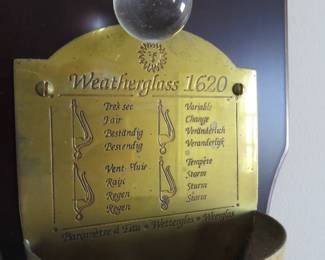 Weatherglass 1620
Trés sec
Fair
Beständig
Bestendig
Variable
Change
Veränderlich
Veranderlijk
Vent-Pluie
Rain
Regen
Regen
Tempête
Storm
Sturm
Storm
Baromètre à Eau • Wetterglas • Weerglas